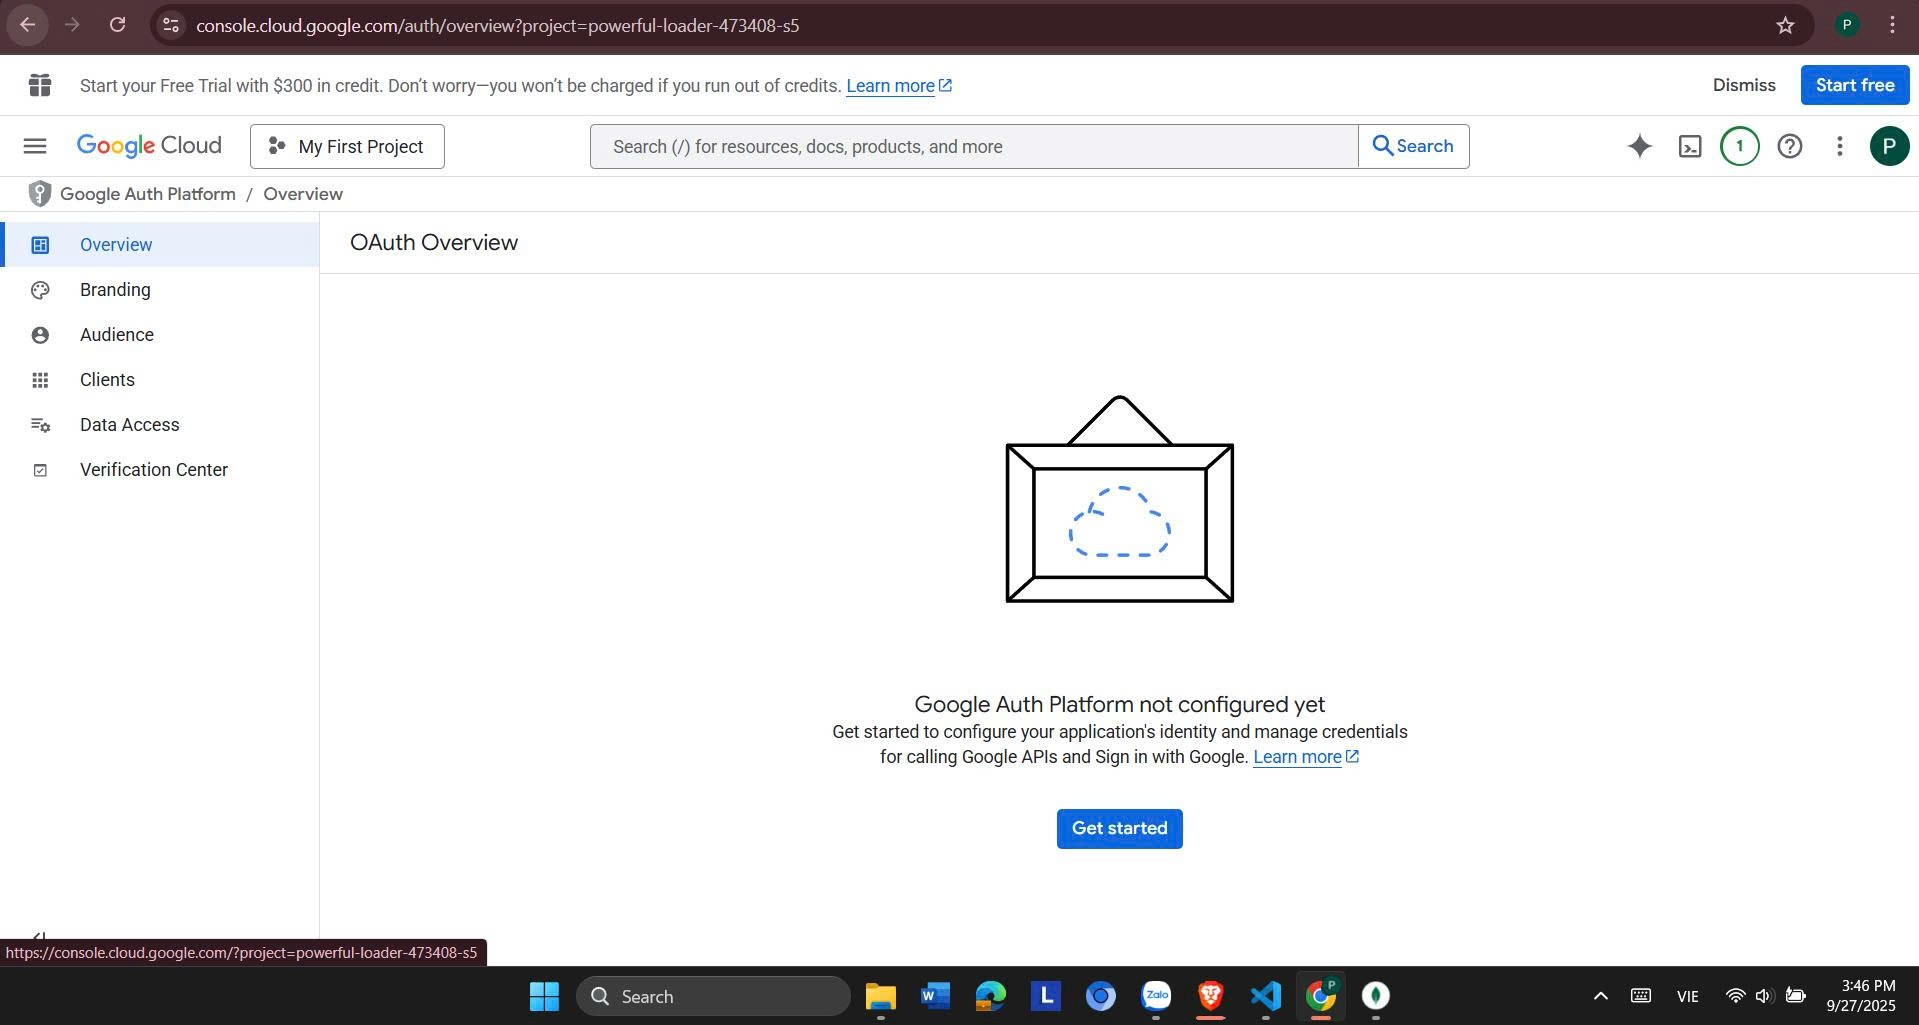 console.cloud.google.com/auth/overview?project=powerful-loader-473408-s5
P
Start your Free Trial with $300 in credit. Don't worry—you won't be charged if you run out of credits. Learn more
Dismiss
Start free
Google Cloud
My First Project
Search (/) for resources, docs, products, and more
Search
1
P
Google Auth Platform / Overview
Overview
Branding
Audience
Clients
Data Access
Verification Center
OAuth Overview
Google Auth Platform not configured yet
Get started to configure your application's identity and manage credentials
for calling Google APIs and Sign in with Google. Learn more
Get started
https://console.cloud.google.com/?project=powerful-loader-473408-s5
Search
W
L
Zalo
P
VIE
3:46 PM
9/27/2025